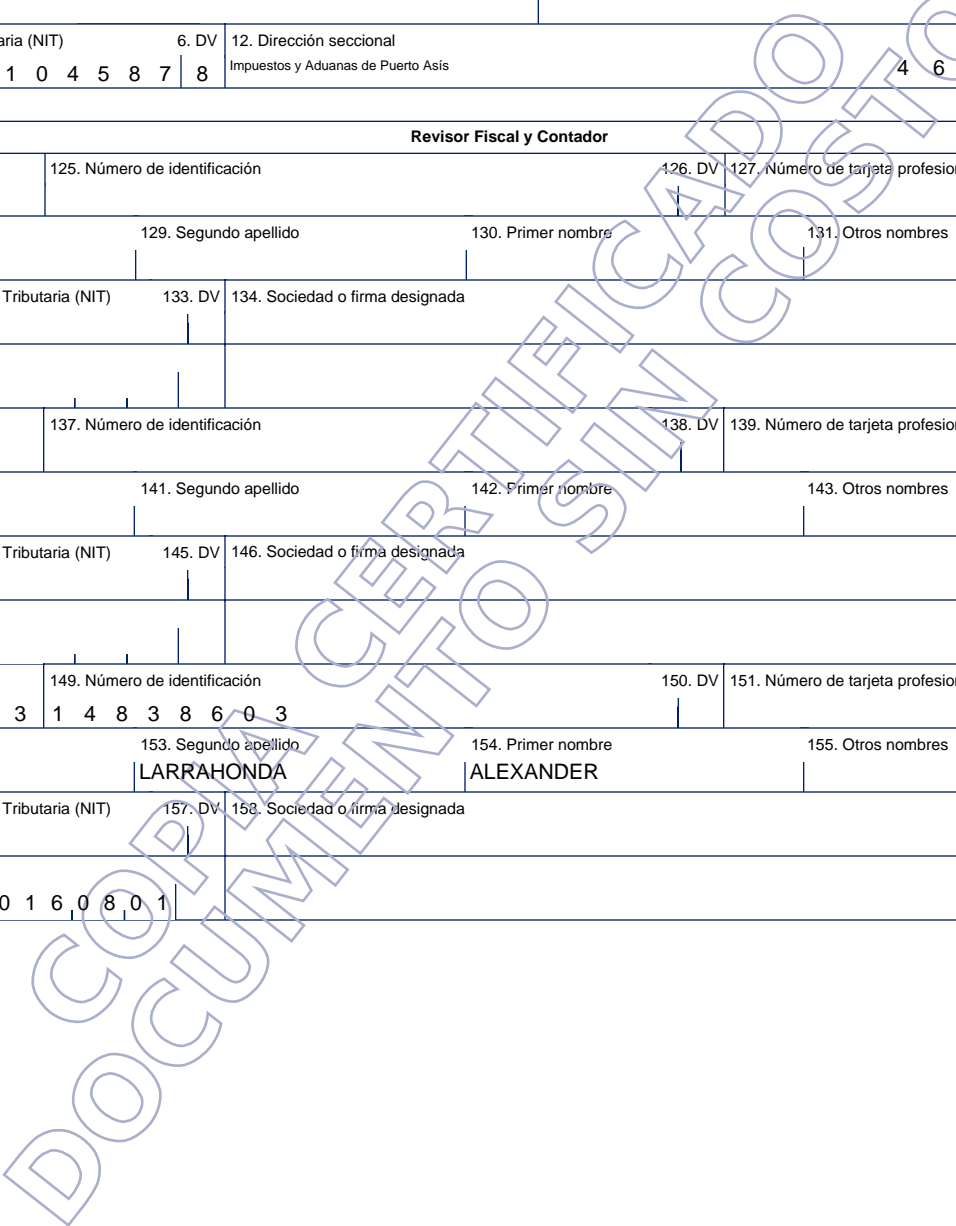 aria (NIT) 6. DV 12. Dirección seccional
1 0 4 5 8 7 8 Impuestos y Aduanas de Puerto Asís 4 6
Revisor Fiscal y Contador
125. Número de identificación 126. DV 127. Número de tarjeta profesion
129. Segundo apellido 130. Primer nombre 131. Otros nombres
Tributaria (NIT) 133. DV 134. Sociedad o firma designada
137. Número de identificación 138. DV 139. Número de tarjeta profesion
141. Segundo apellido 142. Primer nombre 143. Otros nombres
Tributaria (NIT) 145. DV 146. Sociedad o firma designada
149. Número de identificación 150. DV 151. Número de tarjeta profesion
3 1 4 8 3 8 6 0 3
153. Segundo apellido 154. Primer nombre 155. Otros nombres
LARRAHONDA ALEXANDER
Tributaria (NIT) 157. DV 158. Sociedad o firma designada
0 1 6 0 8 0 1
COPIA CERTIFICADO
DOCUMENTO SIN COSTO